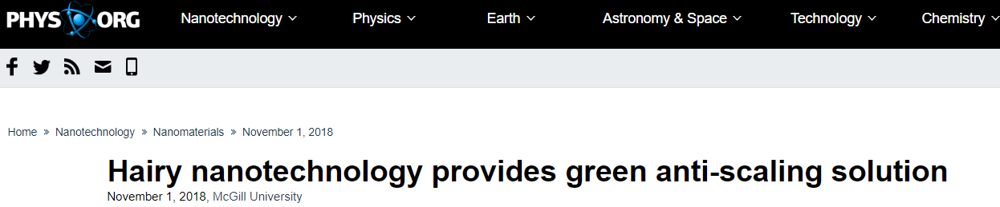 PHYS ORG Nanotechnology Physics Earth Astronomy & Space Technology Chemistry
Home » Nanotechnology » Nanomaterials » November 1, 2018
Hairy nanotechnology provides green anti-scaling solution
November 1, 2018, McGill University